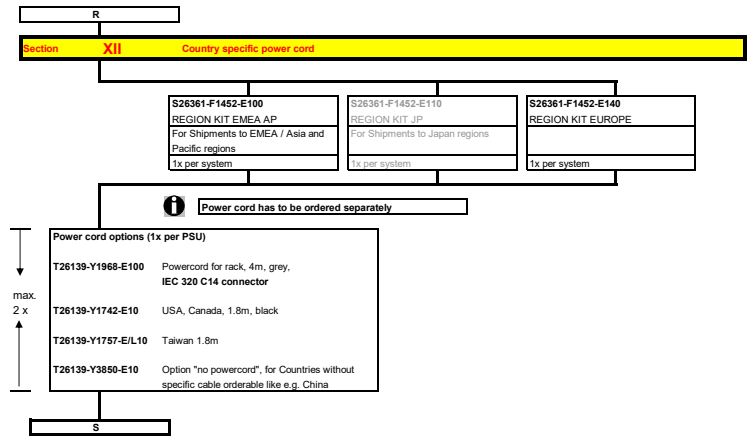 R
Section XII Country specific power cord
S26361-F1452-E100
REGION KIT EMEA AP
For Shipments to EMEA / Asia and
Pacific regions
1x per system
S26361-F1452-E110
REGION KIT JP
For Shipments to Japan regions
1x per system
S26361-F1452-E140
REGION KIT EUROPE
1x per system
i Power cord has to be ordered separately
max.
2 x
Power cord options (1x per PSU)
T26139-Y1968-E100 Powercord for rack, 4m, grey,
IEC 320 C14 connector
T26139-Y1742-E10 USA, Canada, 1.8m, black
T26139-Y1757-E/L10 Taiwan 1.8m
T26139-Y3850-E10 Option "no powercord", for Countries without
specific cable orderable like e.g. China
S